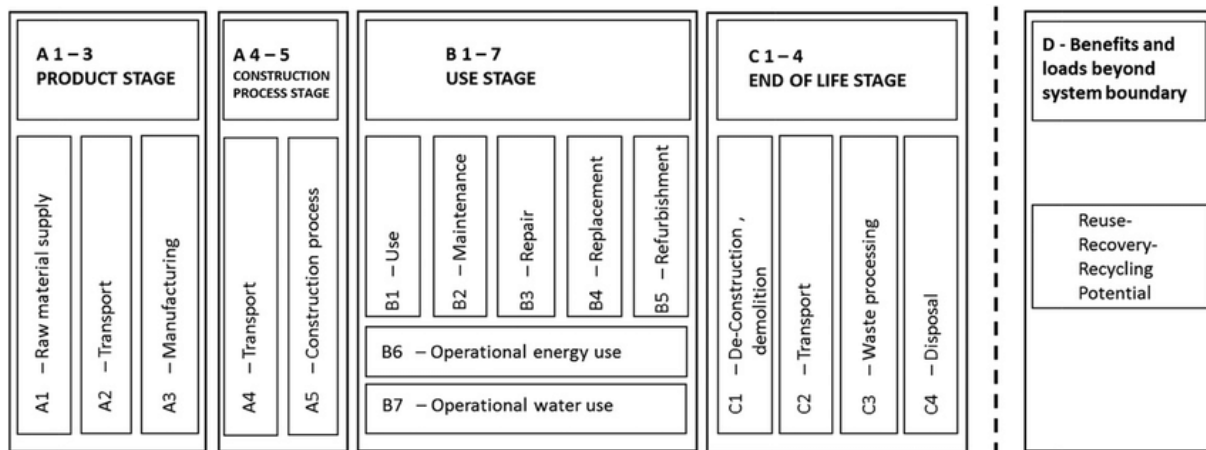 A 1 – 3
PRODUCT STAGE
A1 – Raw material supply
A2 – Transport
A3 – Manufacturing
A 4 – 5
CONSTRUCTION
PROCESS STAGE
A4 – Transport
A5 – Construction process
B 1 – 7
USE STAGE
B1 – Use
B2 – Maintenance
B3 – Repair
B4 – Replacement
B5 – Refurbishment
B6 – Operational energy use
B7 – Operational water use
C 1 – 4
END OF LIFE STAGE
C1 – De-Construction ,
demolition
C2 – Transport
C3 – Waste processing
C4 – Disposal
D - Benefits and
loads beyond
system boundary
Reuse-
Recovery-
Recycling
Potential